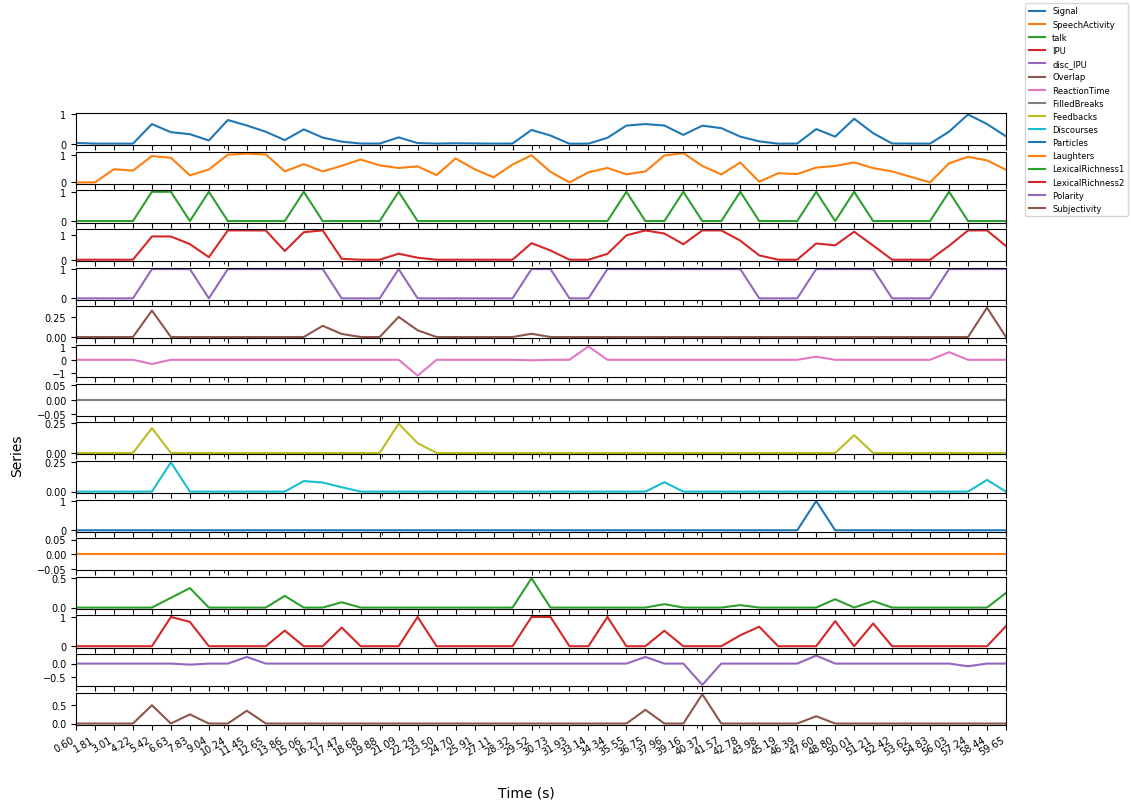 Signal
SpeechActivity
talk
IPU
disc_IPU
Overlap
ReactionTime
FilledBreaks
Feedbacks
Discourses
Particles
Laughters
LexicalRichness1
LexicalRichness2
Polarity
Subjectivity
1
0
1
0
1
0
1
0
1
0
0.25
0.00
1
0
−1
0.05
0.00
−0.05
0.25
0.00
0.25
0.00
1
0
0.05
0.00
−0.05
0.5
0.0
1
0
0.0
−0.5
0.5
0.0
Series
0.60 1.81 3.01 4.22 5.42 6.63 7.83 9.04 10.24 11.45 12.65 13.86 15.06 16.27 17.47 18.68 19.88 21.09 22.29 23.50 24.70 25.91 27.11 28.32 29.52 30.73 31.93 33.14 34.34 35.55 36.75 37.96 39.16 40.37 41.57 42.78 43.98 45.19 46.39 47.60 48.80 50.01 51.21 52.42 53.62 54.83 56.03 57.24 58.44 59.65
Time (s)